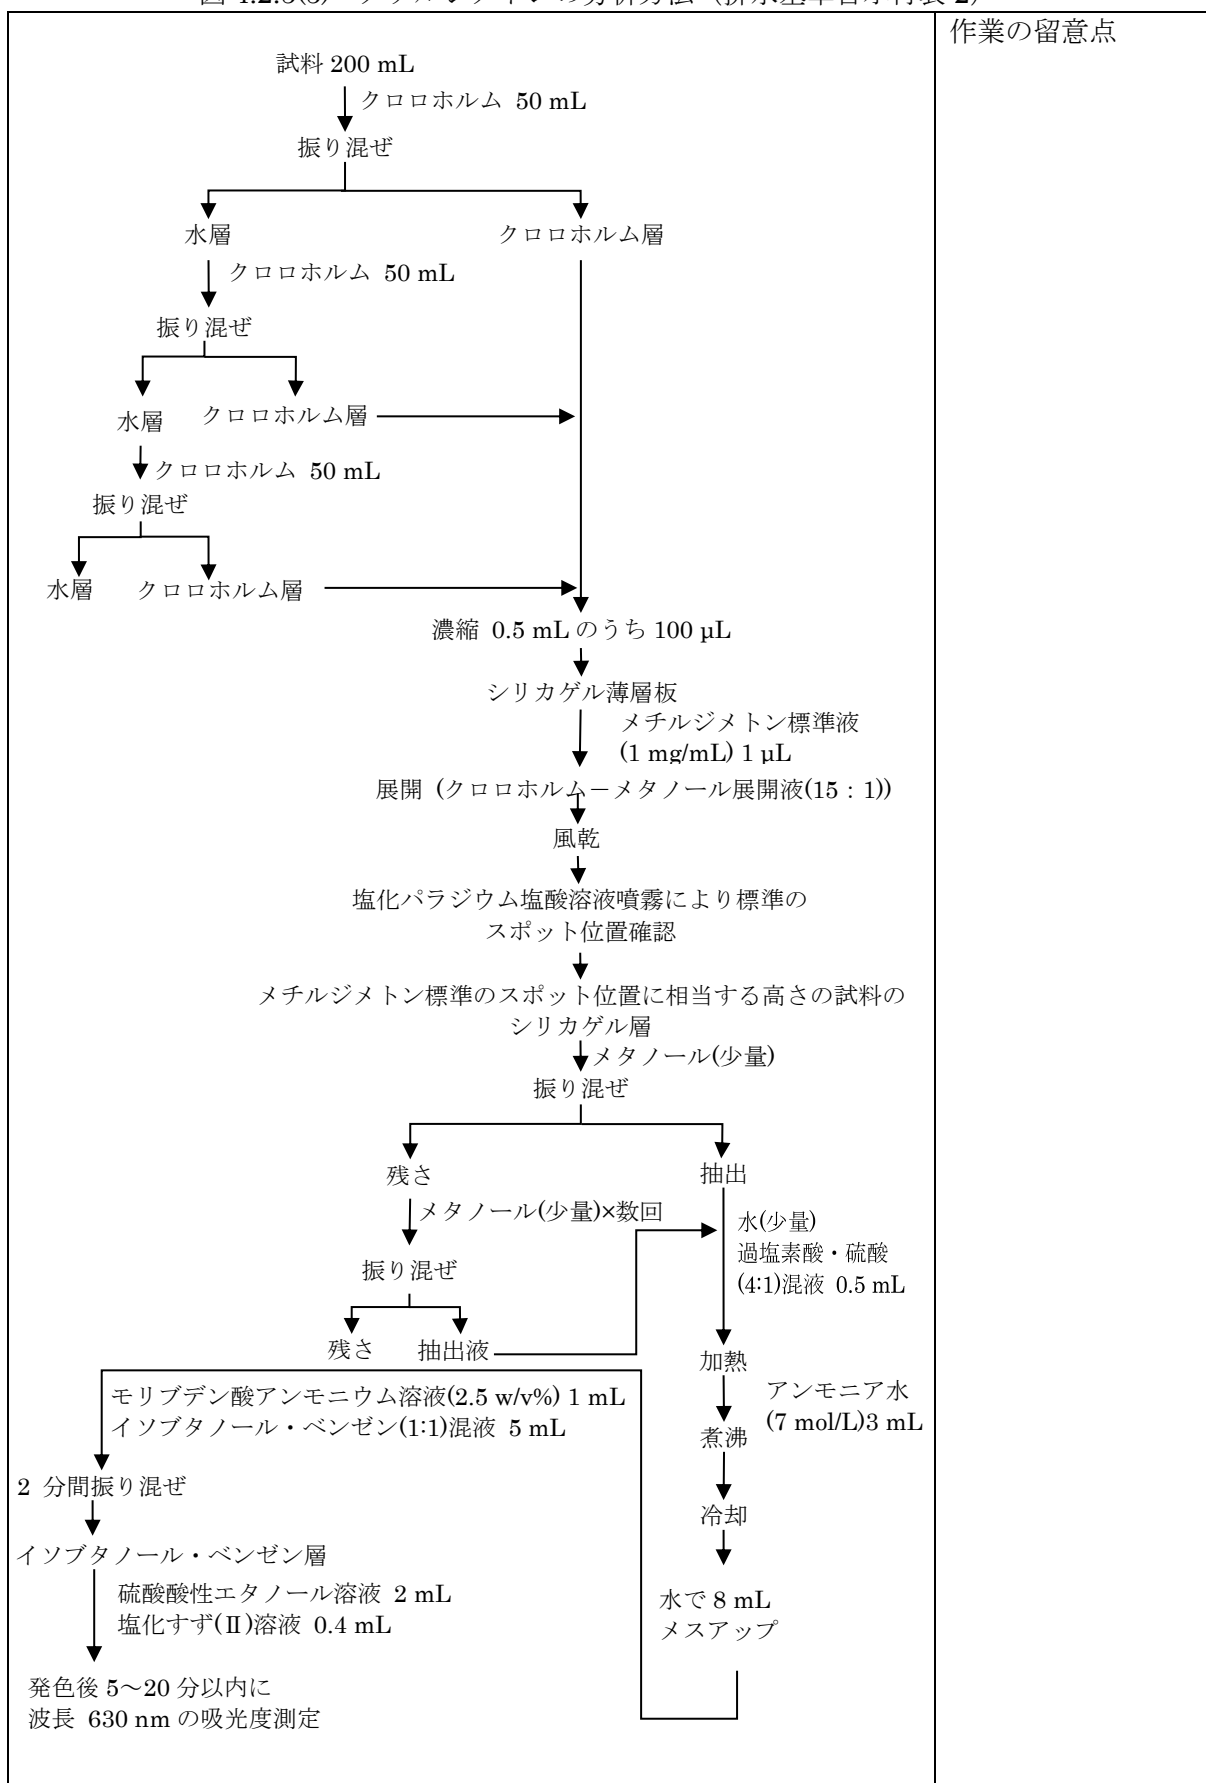 作業の留意点
試料 200 mL
クロロホルム 50 mL
振り混ぜ
水層
クロロホルム層
クロロホルム 50 mL
振り混ぜ
水層
クロロホルム層
クロロホルム 50 mL
振り混ぜ
水層
クロロホルム層
濃縮 0.5 mL のうち 100 µL
シリカゲル薄層板
メチルジメトン標準液
(1 mg/mL) 1 µL
展開 (クロロホルム－メタノール展開液(15：1))
風乾
塩化パラジウム塩酸溶液噴霧により標準の
スポット位置確認
メチルジメトン標準のスポット位置に相当する高さの試料の
シリカゲル層
メタノール(少量)
振り混ぜ
残さ
抽出
メタノール(少量)×数回
水(少量)
過塩素酸・硫酸
(4:1)混液 0.5 mL
振り混ぜ
残さ
抽出液
加熱
アンモニア水
(7 mol/L)3 mL
煮沸
冷却
水で 8 mL
メスアップ
モリブデン酸アンモニウム溶液(2.5 w/v%) 1 mL
イソブタノール・ベンゼン(1:1)混液 5 mL
2 分間振り混ぜ
イソブタノール・ベンゼン層
硫酸酸性エタノール溶液 2 mL
塩化すず(Ⅱ)溶液 0.4 mL
発色後 5～20 分以内に
波長 630 nm の吸光度測定